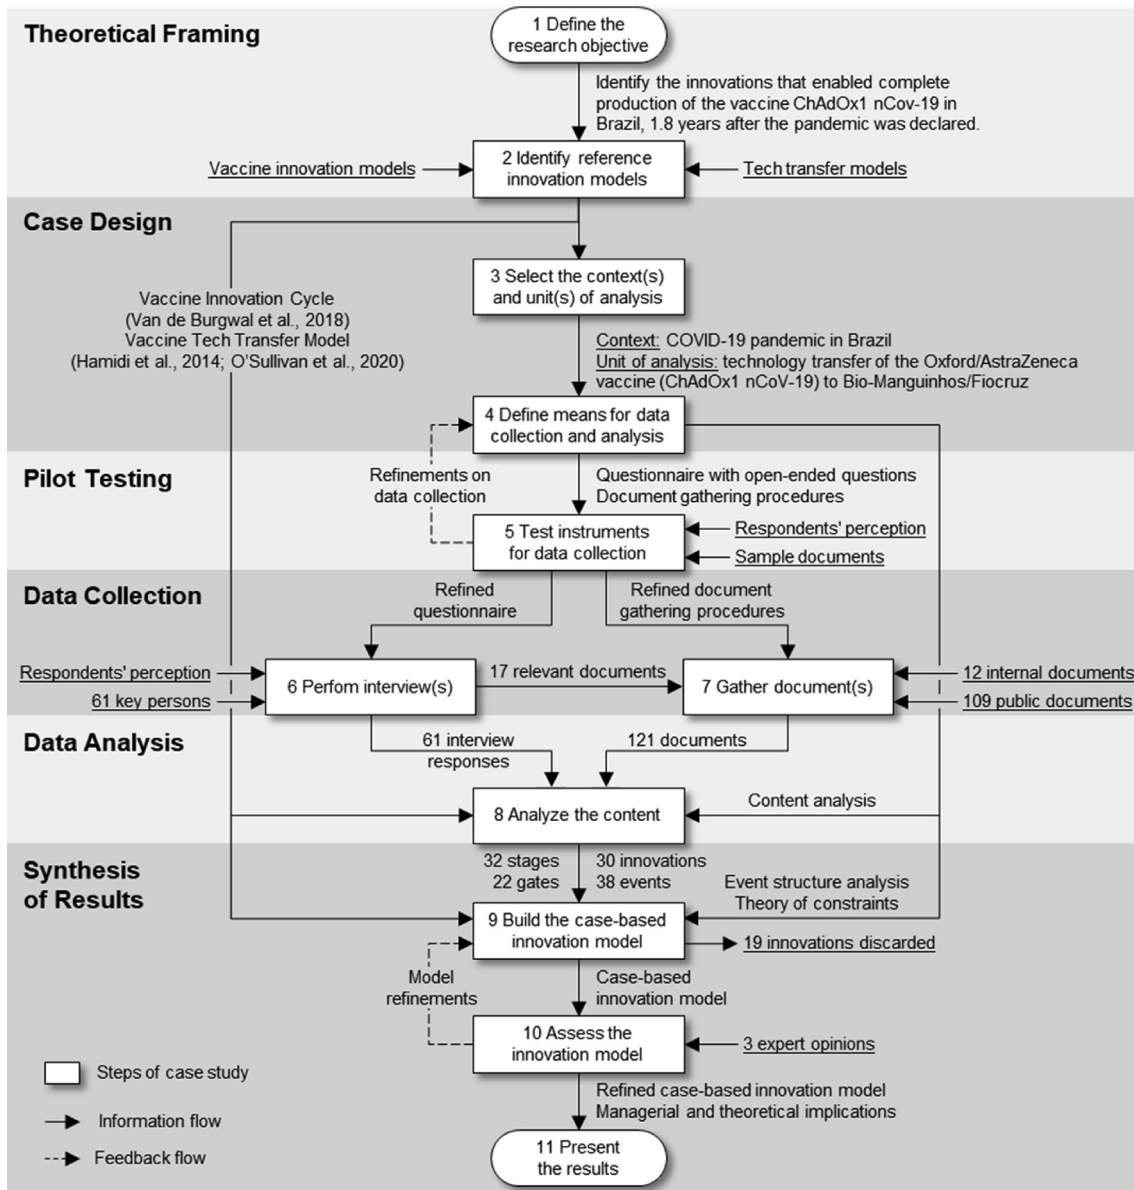 Theoretical Framing
1 Define the
research objective
Identify the innovations that enabled complete
production of the vaccine ChAdOx1 nCov-19 in
Brazil, 1.8 years after the pandemic was declared.
Vaccine innovation models
2 Identify reference
innovation models
Tech transfer models
Case Design
3 Select the context(s)
and unit(s) of analysis
Vaccine Innovation Cycle
(Van de Burgwal et al., 2018)
Vaccine Tech Transfer Model
(Hamidi et al., 2014; O'Sullivan et al., 2020)
Context: COVID-19 pandemic in Brazil
Unit of analysis: technology transfer of the Oxford/AstraZeneca
vaccine (ChAdOx1 nCoV-19) to Bio-Manguinhos/Fiocruz
4 Define means for data
collection and analysis
Pilot Testing
Refinements on
data collection
Questionnaire with open-ended questions
Document gathering procedures
5 Test instruments
for data collection
Respondents' perception
Sample documents
Data Collection
Refined
questionnaire
Refined document
gathering procedures
Respondents' perception
61 key persons
6 Perfom interview(s)
17 relevant documents
7 Gather document(s)
12 internal documents
109 public documents
Data Analysis
61 interview
responses
121 documents
8 Analyze the content
Content analysis
Synthesis
of Results
32 stages
22 gates
30 innovations
38 events
Event structure analysis
Theory of constraints
9 Build the case-based
innovation model
19 innovations discarded
Model
refinements
Case-based
innovation model
10 Assess the
innovation model
3 expert opinions
Refined case-based innovation model
Managerial and theoretical implications
11 Present
the results
Steps of case study
Information flow
Feedback flow